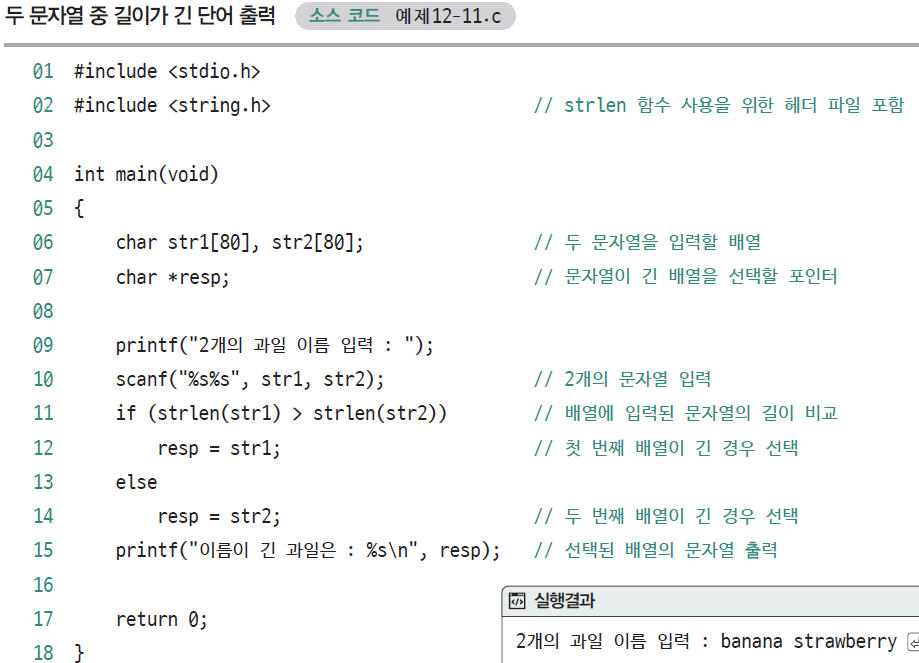 두 문자열 중 길이가 긴 단어 출력 소스 코드 예제12-11.c
01 #include <stdio.h>
02 #include <string.h> // strlen 함수 사용을 위한 헤더 파일 포함
03
04 int main(void)
05 {
06 char str1[80], str2[80]; // 두 문자열을 입력할 배열
07 char *resp; // 문자열이 긴 배열을 선택할 포인터
08
09 printf("2개의 과일 이름 입력 : ");
10 scanf("%s%s", str1, str2); // 2개의 문자열 입력
11 if (strlen(str1) > strlen(str2)) // 배열에 입력된 문자열의 길이 비교
12 resp = str1; // 첫 번째 배열이 긴 경우 선택
13 else
14 resp = str2; // 두 번째 배열이 긴 경우 선택
15 printf("이름이 긴 과일은 : %s\n", resp); // 선택된 배열의 문자열 출력
16
17 return 0;
18 }
실행결과
2개의 과일 이름 입력 : banana strawberry